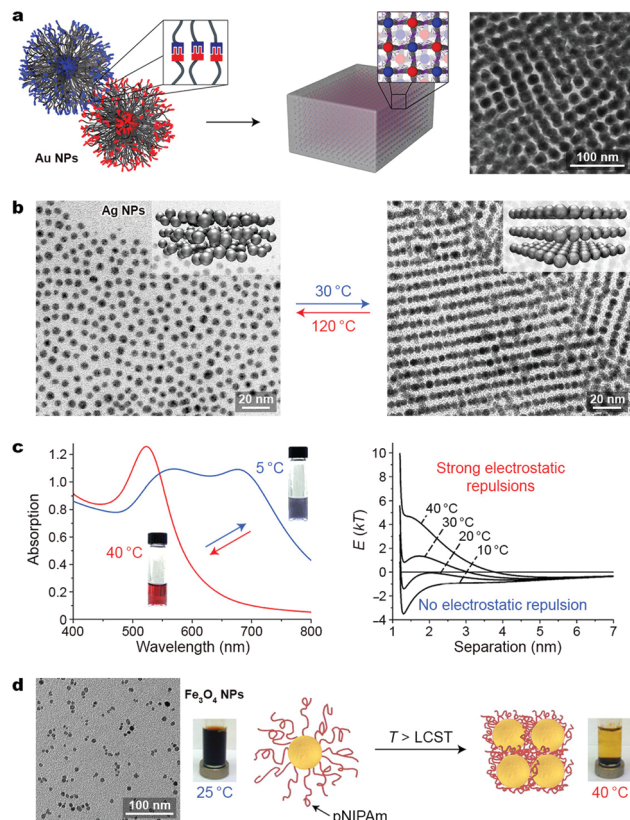 a
Au NPs
100 nm
b
Ag NPs
20 nm
30 °C
120 °C
20 nm
c
Absorption
1.2
1.0
0.8
0.6
0.4
0.2
0
400
500
600
700
800
Wavelength (nm)
5 °C
40 °C
E (kT)
10
8
6
4
2
0
−2
−4
1
2
3
4
5
6
7
Separation (nm)
Strong electrostatic
repulsions
40 °C
30 °C
20 °C
10 °C
No electrostatic repulsion
d
100 nm
Fe3O4 NPs
25 °C
pNIPAm
T > LCST
40 °C